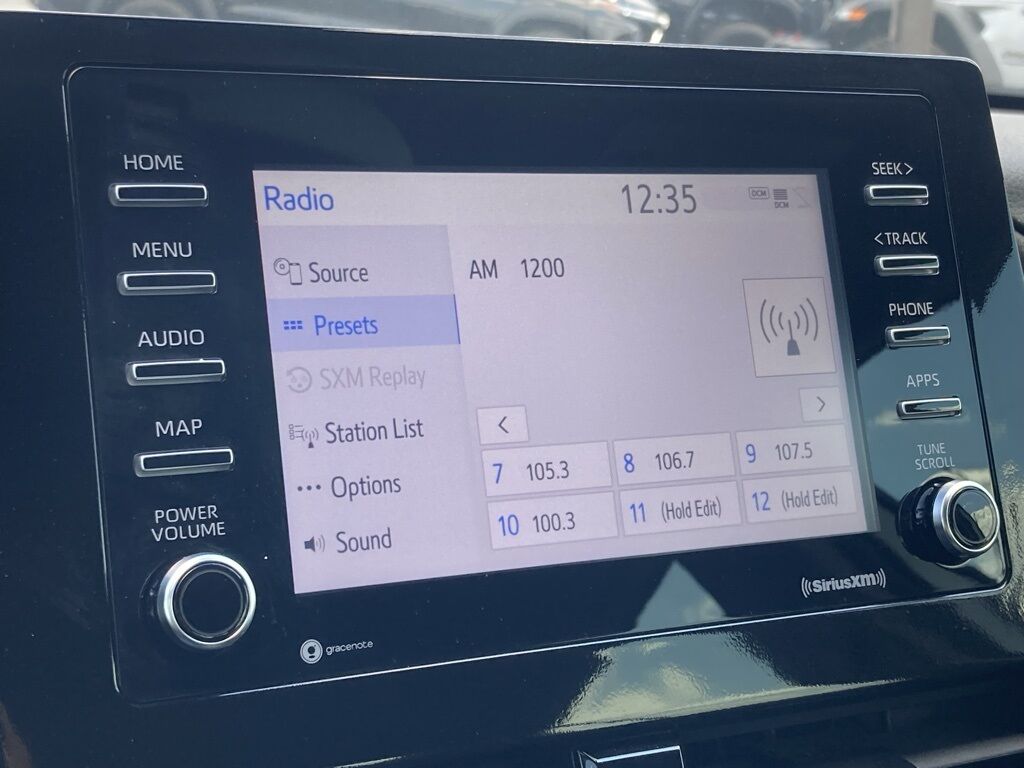 HOME
MENU
AUDIO
MAP
POWER
VOLUME
Radio
12:35
DCM
DCM
Source
Presets
SXM Replay
Station List
Options
Sound
AM 1200
<
>
7 105.3
8 106.7
9 107.5
10 100.3
11 (Hold Edit)
12 (Hold Edit)
SEEK >
< TRACK
PHONE
APPS
TUNE
SCROLL
gracenote
SiriusXM